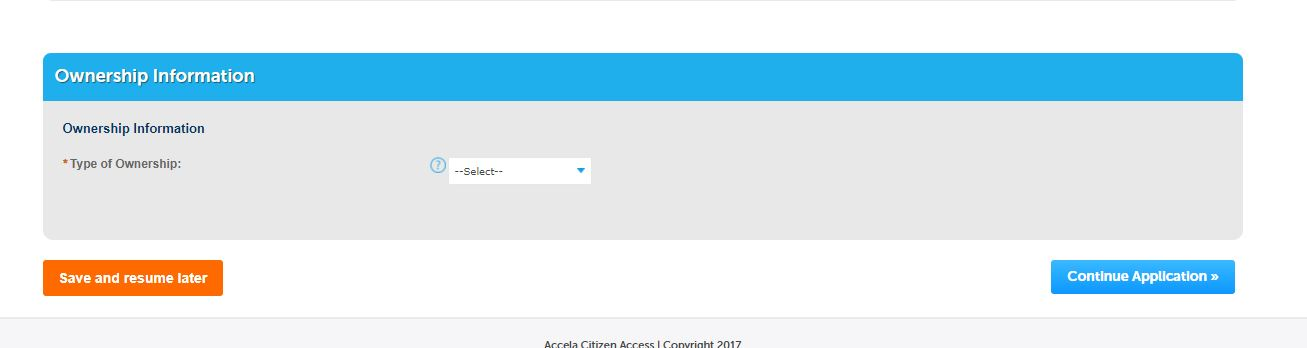 Ownership Information
Ownership Information
*Type of Ownership:
? --Select--
Save and resume later
Continue Application »
Accela Citizen Access | Copyright 2017